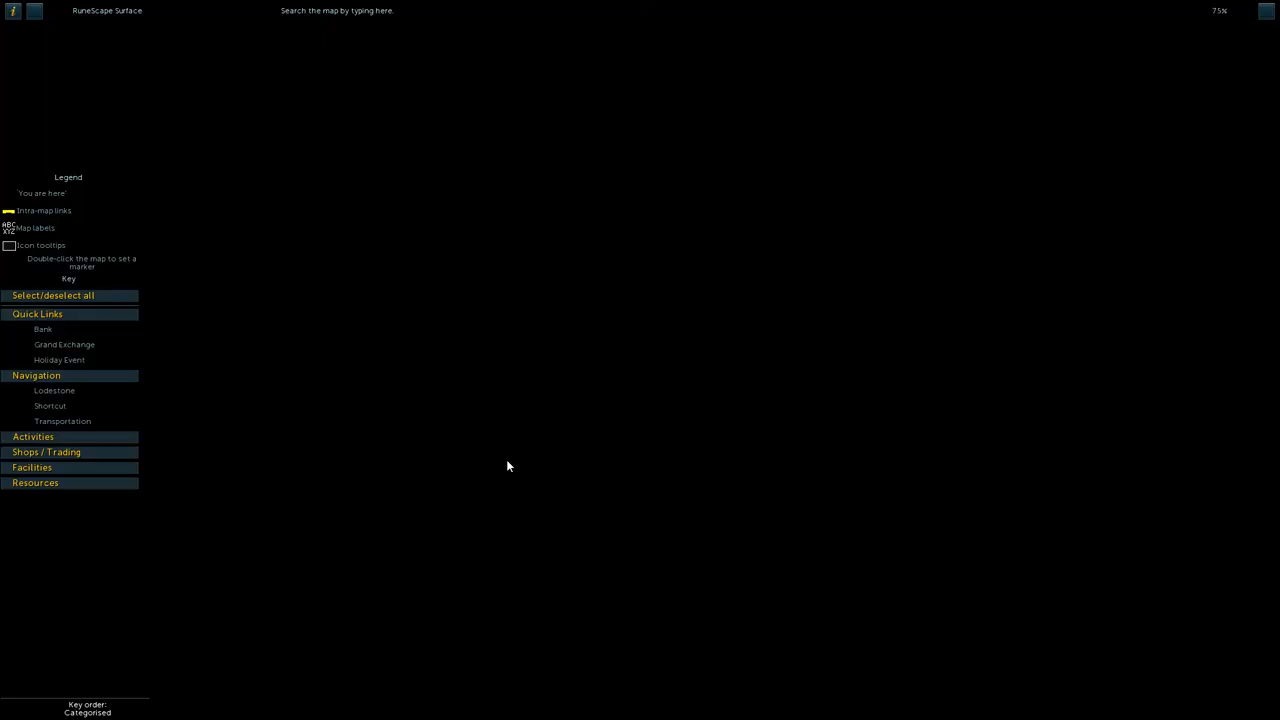 i
RuneScape Surface
Search the map by typing here.
75%
Legend
'You are here'
Intra-map links
ABC
XYZ
Map labels
Icon tooltips
Double-click the map to set a
marker
Key
Select/deselect all
Quick Links
Bank
Grand Exchange
Holiday Event
Navigation
Lodestone
Shortcut
Transportation
Activities
Shops / Trading
Facilities
Resources
Key order:
Categorised